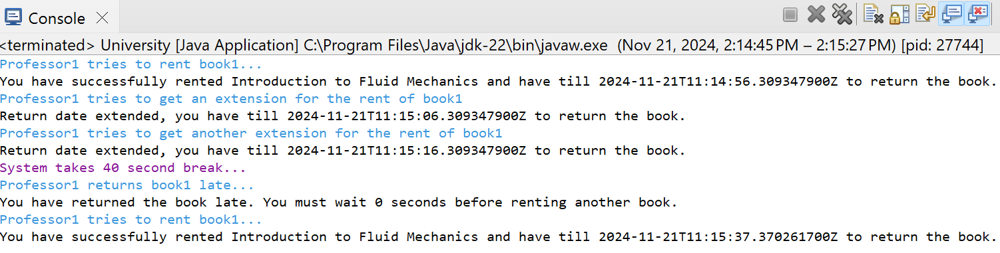 Console
<terminated> University [Java Application] C:\Program Files\Java\jdk-22\bin\javaw.exe (Nov 21, 2024, 2:14:45 PM – 2:15:27 PM) [pid: 27744]
Professor1 tries to rent book1...
You have successfully rented Introduction to Fluid Mechanics and have till 2024-11-21T11:14:56.309347900Z to return the book.
Professor1 tries to get an extension for the rent of book1
Return date extended, you have till 2024-11-21T11:15:06.309347900Z to return the book.
Professor1 tries to get another extension for the rent of book1
Return date extended, you have till 2024-11-21T11:15:16.309347900Z to return the book.
System takes 40 second break...
Professor1 returns book1 late...
You have returned the book late. You must wait 0 seconds before renting another book.
Professor1 tries to rent book1...
You have successfully rented Introduction to Fluid Mechanics and have till 2024-11-21T11:15:37.370261700Z to return the book.